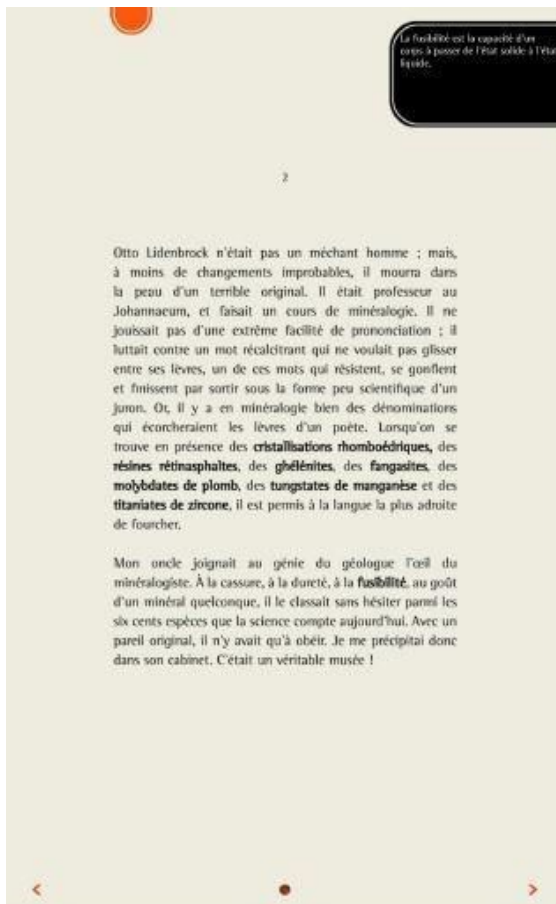 La fusibilité est la capacité d'un
corps à passer de l'état solide à l'état
liquide.
2
Otto Lidenbrock n'était pas un méchant homme ; mais,
à moins de changements improbables, il mourra dans
la peau d'un terrible original. Il était professeur au
Johannaeum, et faisait un cours de minéralogie. Il ne
jouissait pas d'une extrême facilité de prononciation ; il
luttait contre un mot récalcitrant qui ne voulait pas glisser
entre ses lèvres, un de ces mots qui résistent, se gonflent
et finissent par sortir sous la forme peu scientifique d'un
juron. Or, il y a en minéralogie bien des dénominations
qui écorcheraient les lèvres d'un poète. Lorsqu'on se
trouve en présence des cristallisations rhomboédriques, des
résines rétinasphaltes, des ghélénites, des fangasites, des
molybdates de plomb, des tungstates de manganèse et des
titaniates de zircone, il est permis à la langue la plus adroite
de fourcher.
Mon oncle joignait au génie du géologue l'œil du
minéralogiste. À la cassure, à la dureté, à la fusibilité, au goût
d'un minéral quelconque, il le classait sans hésiter parmi les
six cents espèces que la science compte aujourd'hui. Avec un
pareil original, il n'y avait qu'à obéir. Je me précipitai donc
dans son cabinet. C'était un véritable musée !